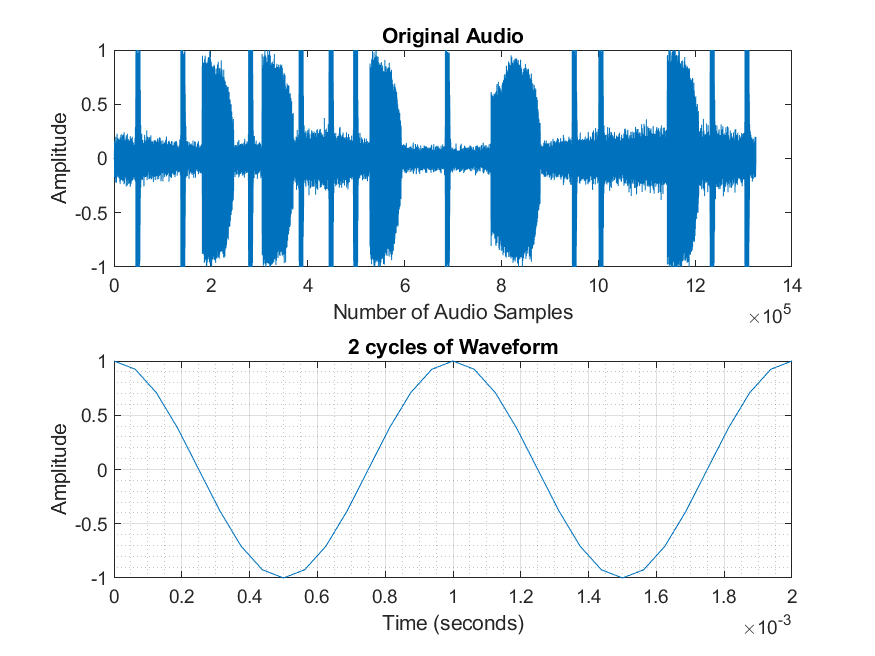 Original Audio
1
0.5
0
-0.5
-1
Amplitude
0 2 4 6 8 10 12 14
Number of Audio Samples
×10^5
2 cycles of Waveform
1
0.5
0
-0.5
-1
Amplitude
0 0.2 0.4 0.6 0.8 1 1.2 1.4 1.6 1.8 2
Time (seconds)
×10^-3